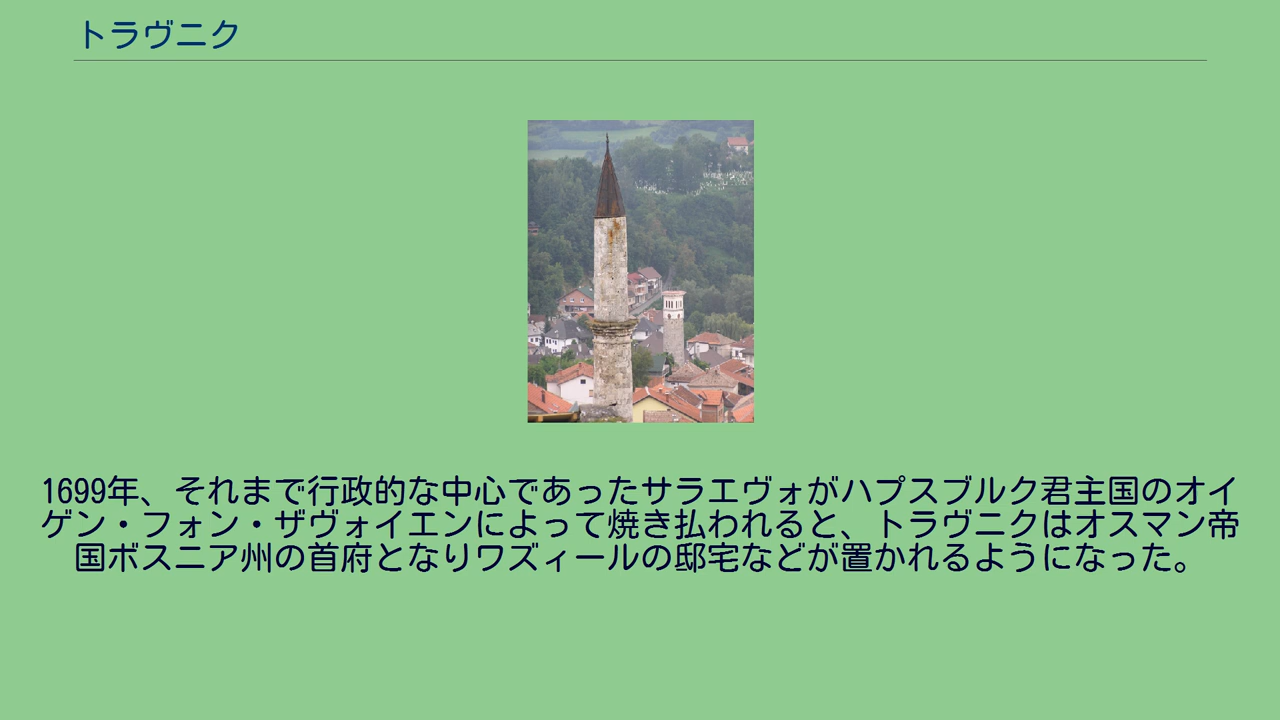 トラヴニク
1699年、それまで行政的な中心であったサラエヴォがハプスブルク君主国のオイ
ゲン・フォン・ザヴォイエンによって焼き払われると、トラヴニクはオスマン帝
国ボスニア州の首府となりワズィールの邸宅などが置かれるようになった。